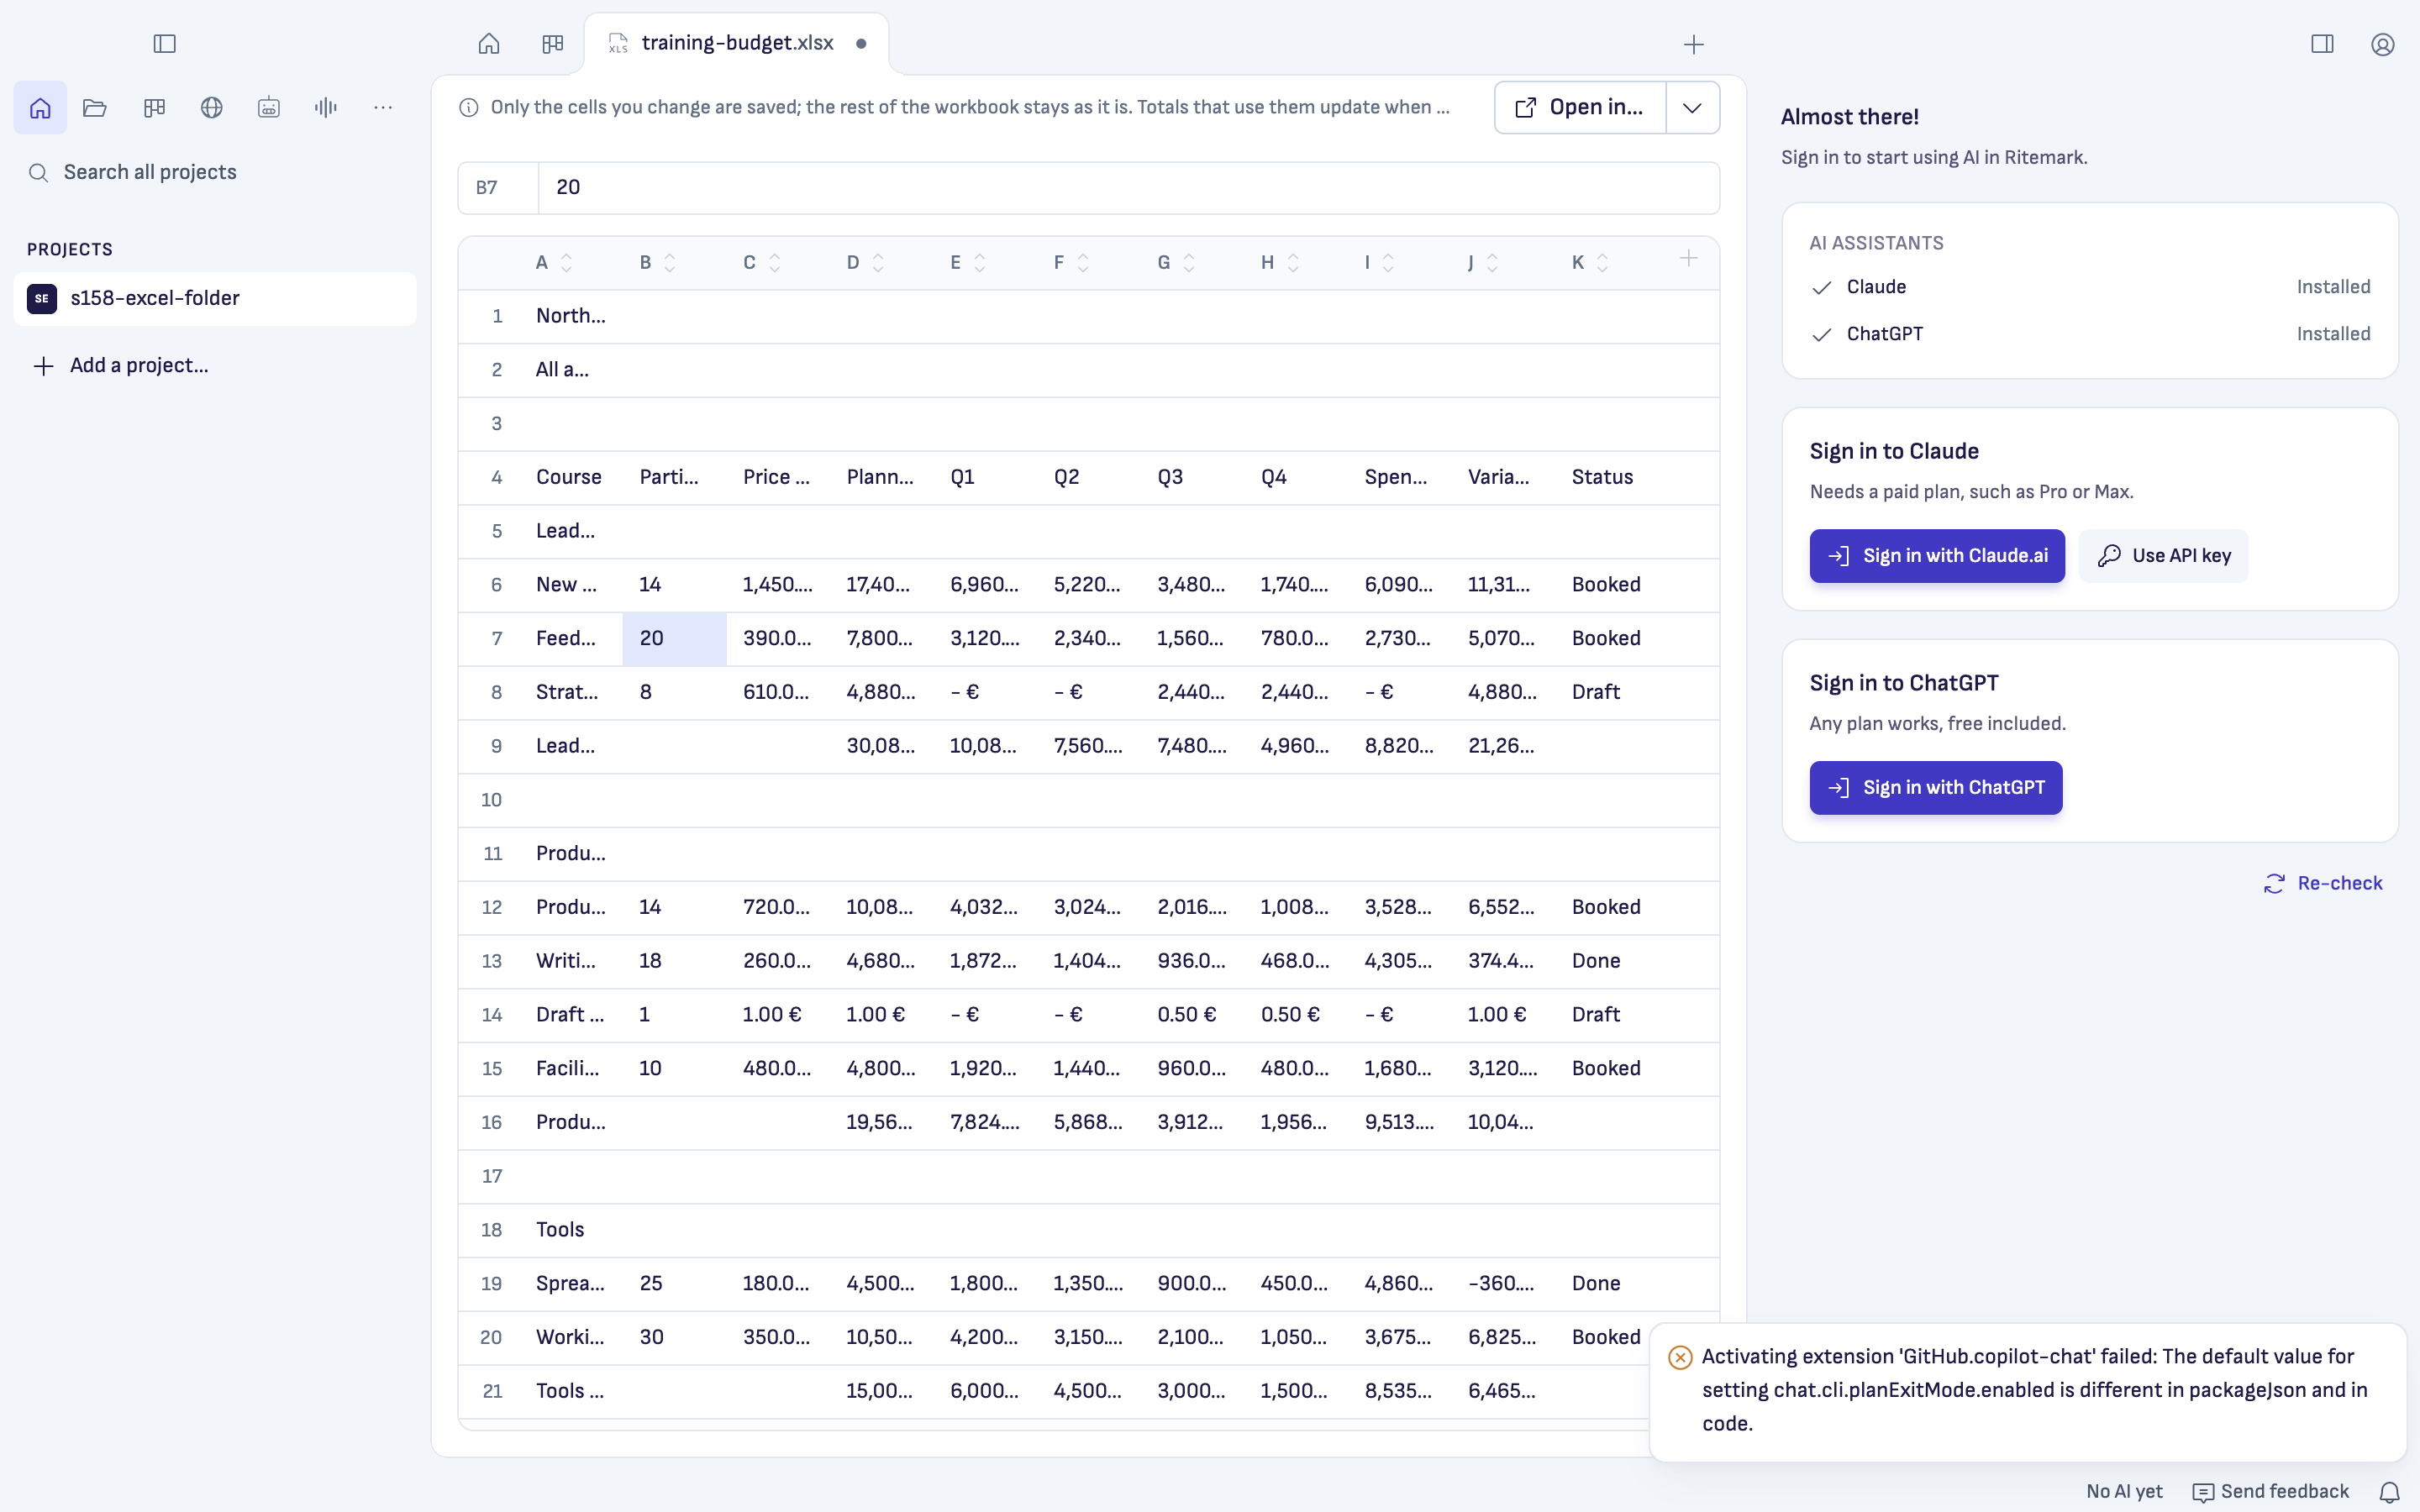 training-budget.xlsx
Search all projects
PROJECTS
SE s158-excel-folder
Add a project...
Only the cells you change are saved; the rest of the workbook stays as it is. Totals that use them update when ...
Open in...
B7 20
A B C D E F G H I J K
1 North...
2 All a...
3
4 Course Parti... Price ... Plann... Q1 Q2 Q3 Q4 Spen... Varia... Status
5 Lead...
6 New ... 14 1,450.... 17,40... 6,960... 5,220... 3,480... 1,740.... 6,090... 11,31... Booked
7 Feed... 20 390.0... 7,800... 3,120.... 2,340... 1,560... 780.0... 2,730... 5,070... Booked
8 Strat... 8 610.0... 4,880... - € - € 2,440... 2,440... - € 4,880... Draft
9 Lead... 30,08... 10,08... 7,560.... 7,480.... 4,960... 8,820... 21,26...
10
11 Produ...
12 Produ... 14 720.0... 10,08... 4,032... 3,024... 2,016.... 1,008... 3,528... 6,552... Booked
13 Writi... 18 260.0... 4,680... 1,872... 1,404... 936.0... 468.0... 4,305... 374.4... Done
14 Draft ... 1 1.00 € 1.00 € - € - € 0.50 € 0.50 € - € 1.00 € Draft
15 Facili... 10 480.0... 4,800... 1,920... 1,440... 960.0... 480.0... 1,680... 3,120.... Booked
16 Produ... 19,56... 7,824.... 5,868... 3,912... 1,956... 9,513.... 10,04...
17
18 Tools
19 Sprea... 25 180.0... 4,500... 1,800... 1,350.... 900.0... 450.0... 4,860... -360.... Done
20 Worki... 30 350.0... 10,50... 4,200... 3,150.... 2,100... 1,050... 3,675... 6,825... Booked
21 Tools ... 15,00... 6,000... 4,500... 3,000... 1,500... 8,535... 6,465...
Almost there!
Sign in to start using AI in Ritemark.
AI ASSISTANTS
Claude Installed
ChatGPT Installed
Sign in to Claude
Needs a paid plan, such as Pro or Max.
Sign in with Claude.ai Use API key
Sign in to ChatGPT
Any plan works, free included.
Sign in with ChatGPT
Re-check
Activating extension 'GitHub.copilot-chat' failed: The default value for
setting chat.cli.planExitMode.enabled is different in packageJson and in
code.
No AI yet Send feedback